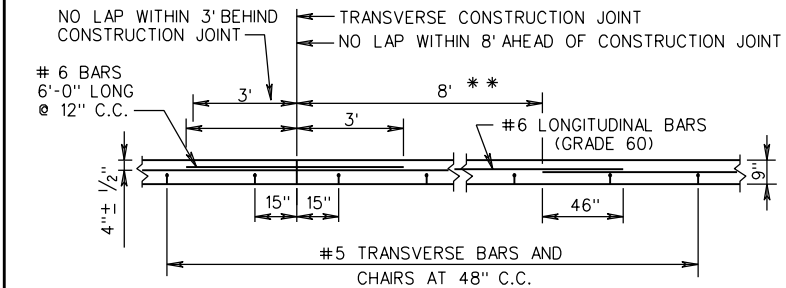 NO LAP WITHIN 3' BEHIND
CONSTRUCTION JOINT
TRANSVERSE CONSTRUCTION JOINT
NO LAP WITHIN 8' AHEAD OF CONSTRUCTION JOINT
# 6 BARS
6'-0" LONG
@ 12" C.C.
3'
8' * *
3'
#6 LONGITUDINAL BARS
(GRADE 60)
4"± 1/2"
9"
15"
15"
46"
#5 TRANSVERSE BARS AND
CHAIRS AT 48" C.C.